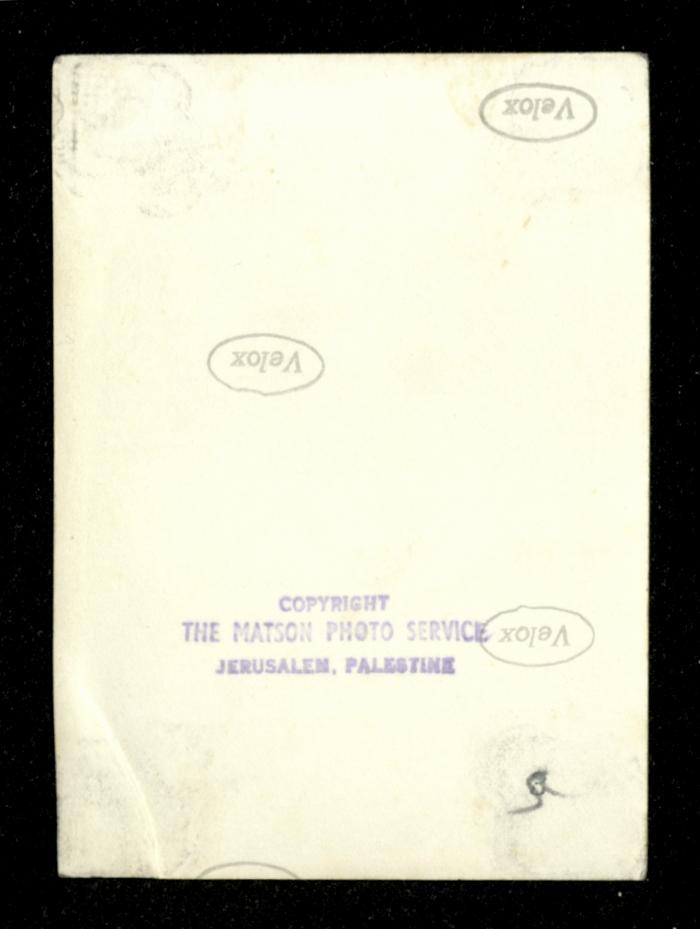 Velox
Velox
COPYRIGHT
THE MATSON PHOTO SERVICE
JERUSALEM, PALESTINE
Velox